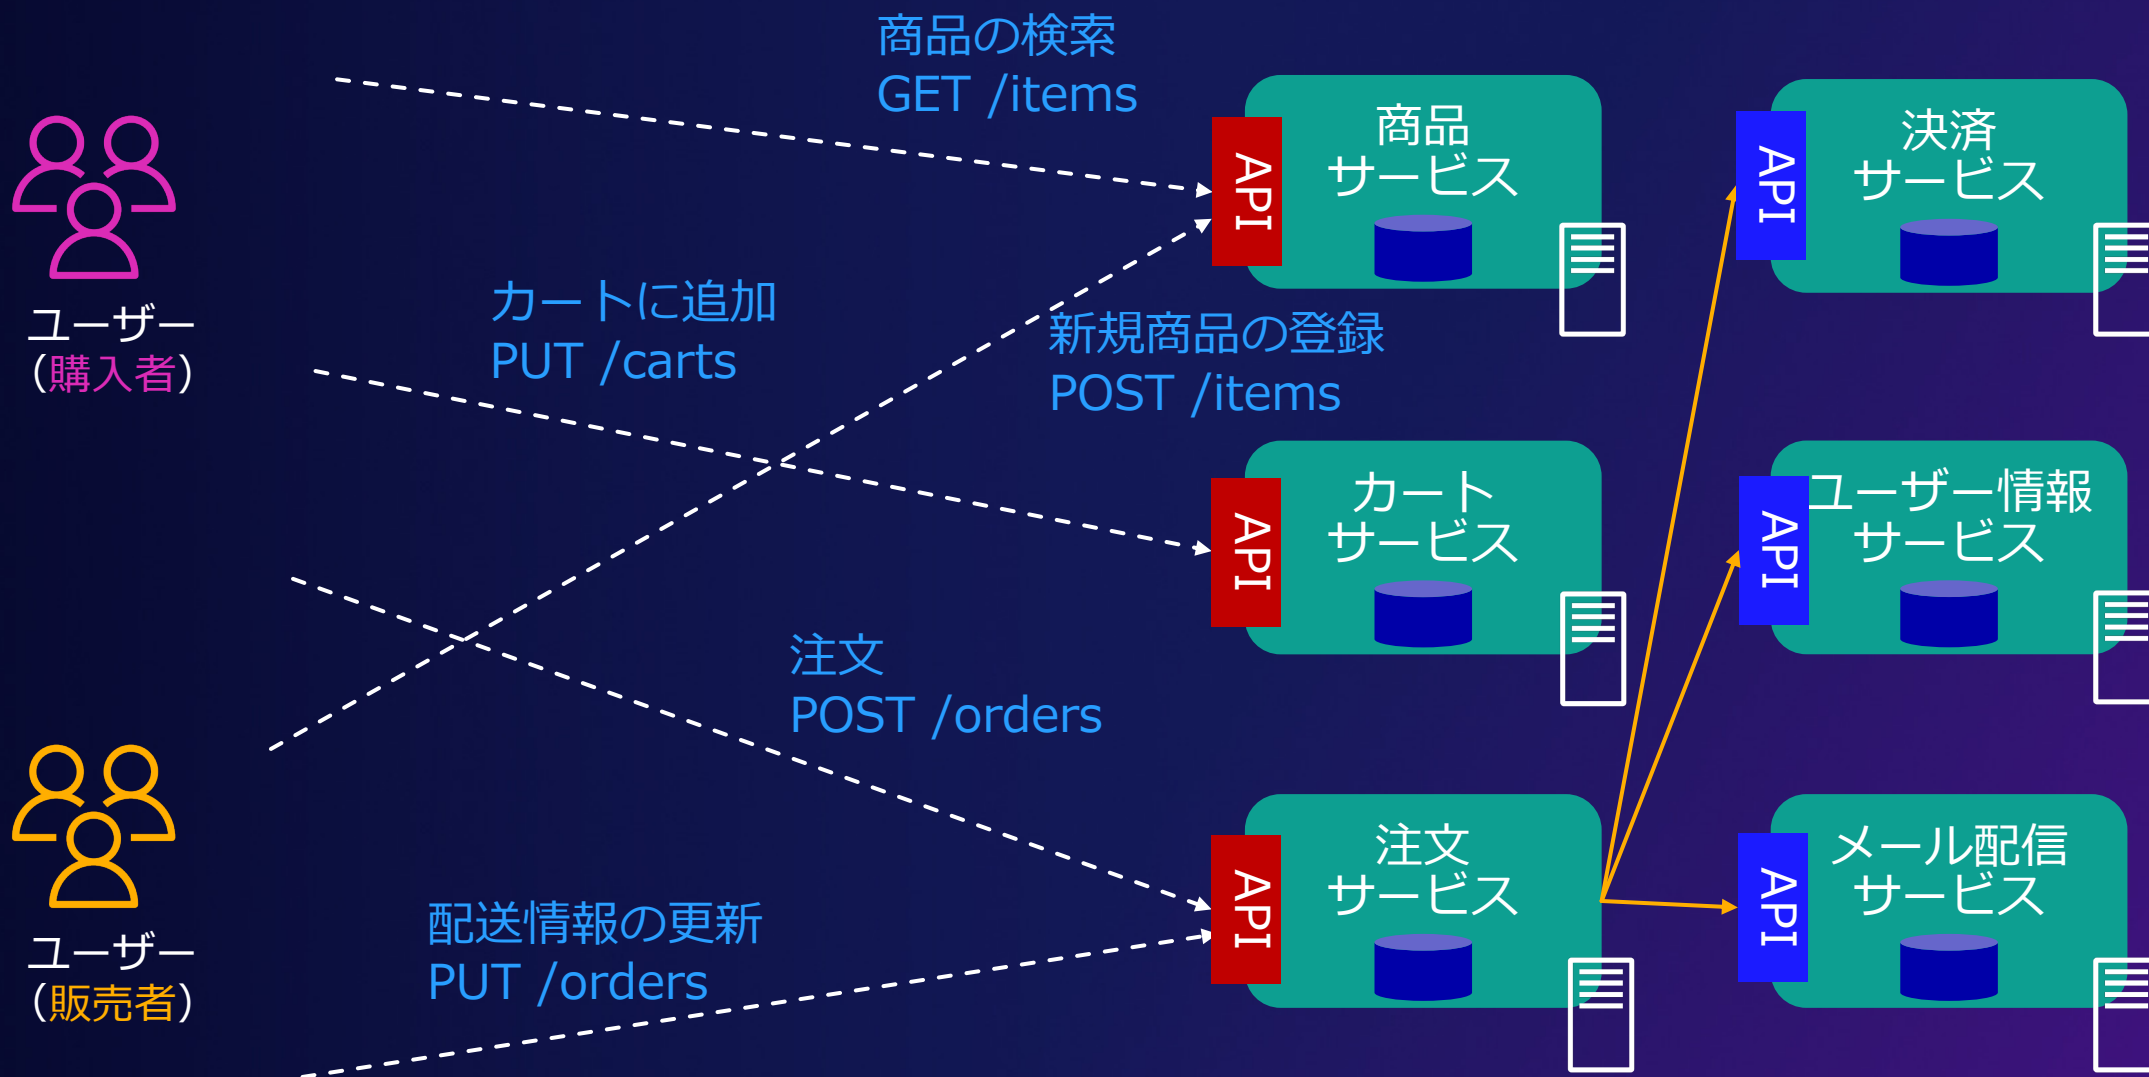 商品の検索
GET /items
ユーザー
（購入者）
カートに追加
PUT /carts
新規商品の登録
POST /items
注文
POST /orders
ユーザー
（販売者）
配送情報の更新
PUT /orders
API
商品
サービス
API
決済
サービス
API
カート
サービス
API
ユーザー情報
サービス
API
注文
サービス
API
メール配信
サービス